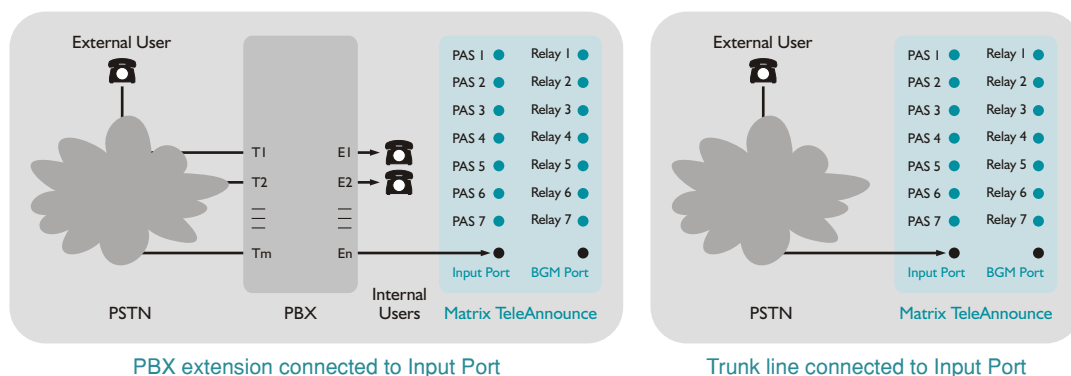 External User
PAS 1 Relay 1
PAS 2 Relay 2
PAS 3 Relay 3
PAS 4 Relay 4
T1 E1 PAS 5 Relay 5
T2 E2 PAS 6 Relay 6
PAS 7 Relay 7
Tm En
Input Port BGM Port
Internal
Users
PSTN PBX Matrix TeleAnnounce
PBX extension connected to Input Port
External User
PAS 1 Relay 1
PAS 2 Relay 2
PAS 3 Relay 3
PAS 4 Relay 4
PAS 5 Relay 5
PAS 6 Relay 6
PAS 7 Relay 7
Input Port BGM Port
PSTN Matrix TeleAnnounce
Trunk line connected to Input Port